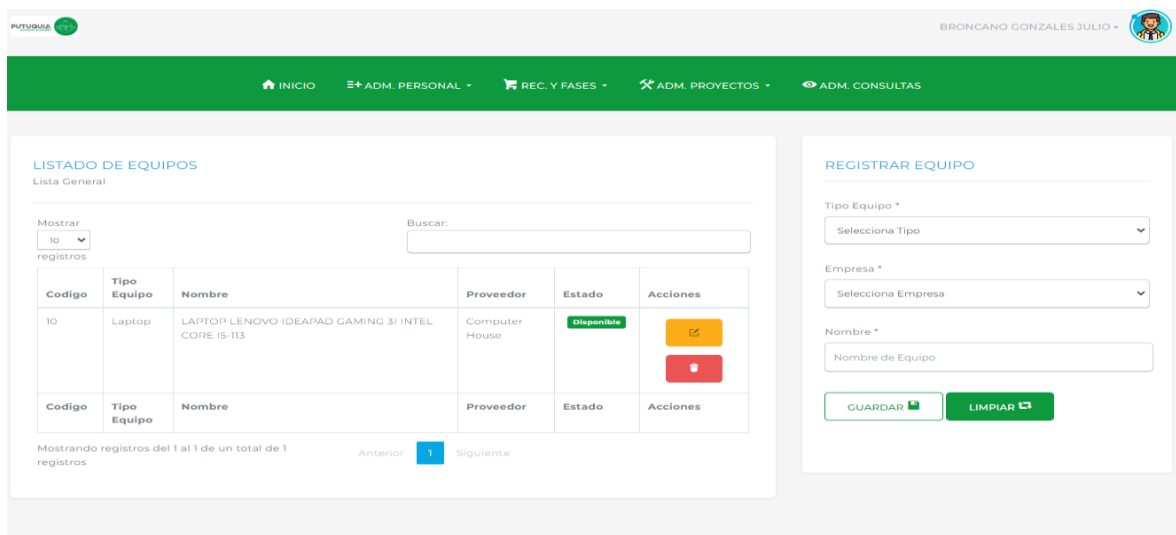 PUTUQUIA
BRONCANO GONZALES JULIO
INICIO
ADM. PERSONAL
REC. Y FASES
ADM. PROYECTOS
ADM. CONSULTAS
LISTADO DE EQUIPOS
Lista General
Mostrar
10
registros
Buscar:
Codigo
Tipo
Equipo
Nombre
Proveedor
Estado
Acciones
10
Laptop
LAPTOP LENOVO IDEAPAD GAMING 3I INTEL
CORE I5-113
Computer
House
Disponible
Codigo
Tipo
Equipo
Nombre
Proveedor
Estado
Acciones
Mostrando registros del 1 al 1 de un total de 1
registros
Anterior
1
Siguiente
REGISTRAR EQUIPO
Tipo Equipo *
Selecciona Tipo
Empresa *
Selecciona Empresa
Nombre *
Nombre de Equipo
GUARDAR
LIMPIAR